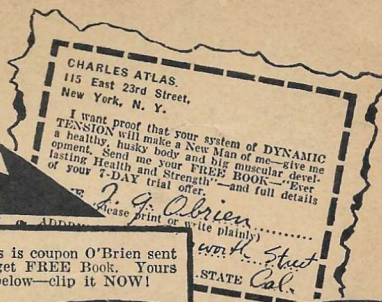 CHARLES ATLAS,
115 East 23rd Street,
New York, N. Y.
I want proof that your system of DYNAMIC
TENSION will make a New Man of me—give me
a healthy, husky body and big muscular devel-
opment. Send me your FREE BOOK—"Ever
lasting Health and Strength"—and full details
of your 7-DAY trial offer.
J. G. O'brien
(Please print or write plainly)
worth Street
STATE Cal.
s is coupon O'Brien sent
get FREE Book. Yours
below—clip it NOW!